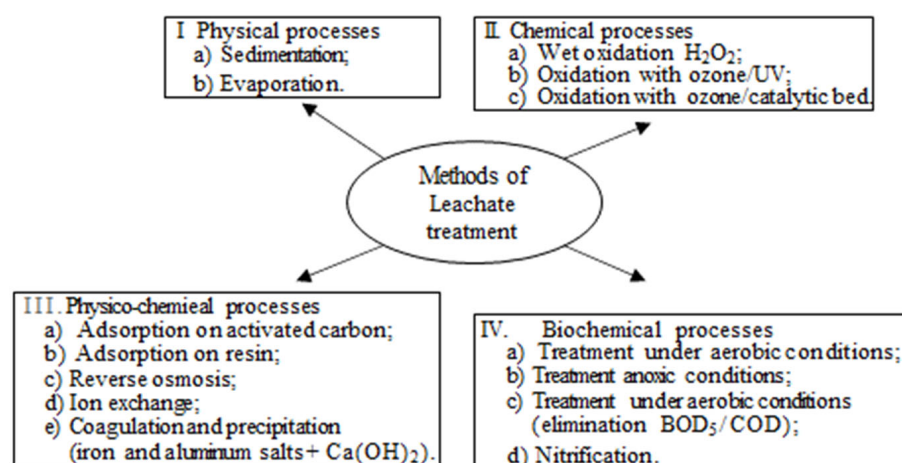 I Physical processes
a) Sedimentation;
b) Evaporation.
II Chemical processes
a) Wet oxidation H₂O₂;
b) Oxidation with ozone/UV;
c) Oxidation with ozone/catalytic bed.
Methods of
Leachate
treatment
III. Physico-chemieal processes
a) Adsorption on activated carbon;
b) Adsorption on resin;
c) Reverse osmosis;
d) Ion exchange;
e) Coagulation and precipitation
(iron and aluminum salts+ Ca(OH)₂).
IV. Biochemical processes
a) Treatment under aerobic conditions;
b) Treatment anoxic conditions;
c) Treatment under aerobic conditions
(elimination BOD₅/COD);
d) Nitrification.